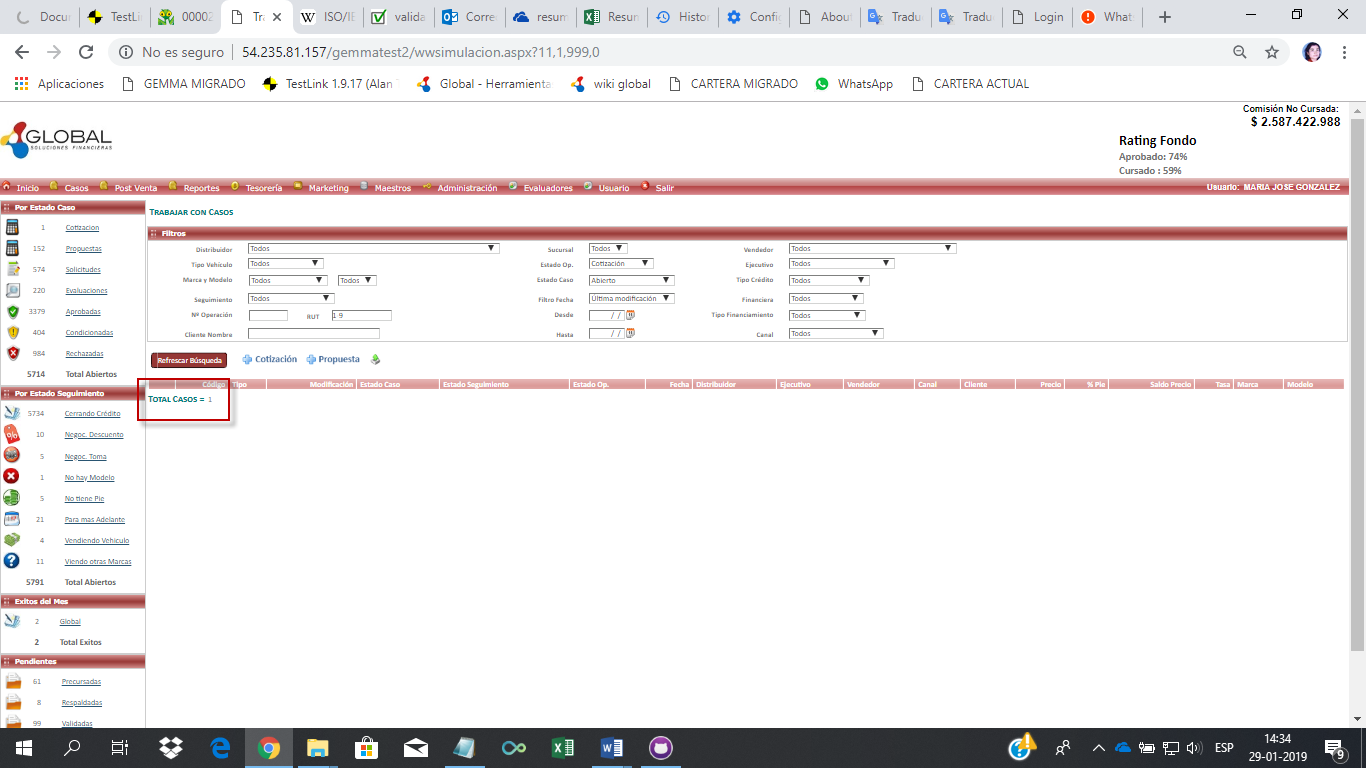 Docum
TestLin
00002
Tra
ISO/IE
valida
Corre
resum
Resun
Histor
Config
About
Tradu
Tradu
Login
What
No es seguro
54.235.81.157/gemmatest2/wwsimulacion.aspx?11,1,999,0
Aplicaciones
GEMMA MIGRADO
TestLink 1.9.17 (Alan
Global - Herramienta
wiki global
CARTERA MIGRADO
WhatsApp
CARTERA ACTUAL
Comisión No Cursada:
$ 2.587.422.988
GLOBAL
SOLUCIONES FINANCIERAS
Rating Fondo
Aprobado: 74%
Cursado : 59%
Inicio Casos Post Venta Reportes Tesorería Marketing Maestros Administración Evaluadores Usuario Salir
Usuario: MARIA JOSE GONZALEZ
Por Estado Caso
1 Cotizacion
152 Propuestas
574 Solicitudes
220 Evaluaciones
3379 Aprobadas
404 Condicionadas
984 Rechazadas
5714 Total Abiertos
Por Estado Seguimiento
5734 Cerrando Crédito
10 Negoc. Descuento
5 Negoc. Toma
1 No hay Modelo
5 No tiene Pie
21 Para mas Adelante
4 Vendiendo Vehiculo
11 Viendo otras Marcas
5791 Total Abiertos
Exitos del Mes
2 Global
2 Total Exitos
Pendientes
61 Precursadas
8 Respaldadas
99 Validadas
Trabajar con Casos
Filtros
Distribuidor Todos Sucursal Todos Vendedor Todos
Tipo Vehículo Todos Estado Op. Cotización Ejecutivo Todos
Marca y Modelo Todos Todos Estado Caso Abierto Tipo Crédito Todos
Seguimiento Todos Filtro Fecha Última modificación Financiera Todos
Nº Operación RUT 1-9 Desde / / Tipo Financiamiento Todos
Cliente Nombre Hasta / / Canal Todos
Refrescar Búsqueda Cotización Propuesta
Código Tipo Modificación Estado Caso Estado Seguimiento Estado Op. Fecha Distribuidor Ejecutivo Vendedor Canal Cliente Precio % Pie Saldo Precio Tasa Marca Modelo
Total Casos = 1
ESP
14:34
29-01-2019
9